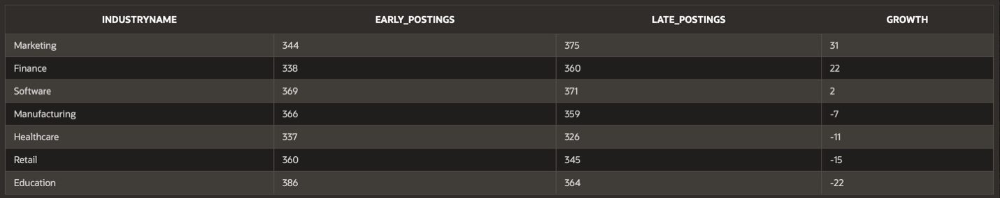 INDUSTRYNAME EARLY_POSTINGS LATE_POSTINGS GROWTH
Marketing 344 375 31
Finance 338 360 22
Software 369 371 2
Manufacturing 366 359 -7
Healthcare 337 326 -11
Retail 360 345 -15
Education 386 364 -22